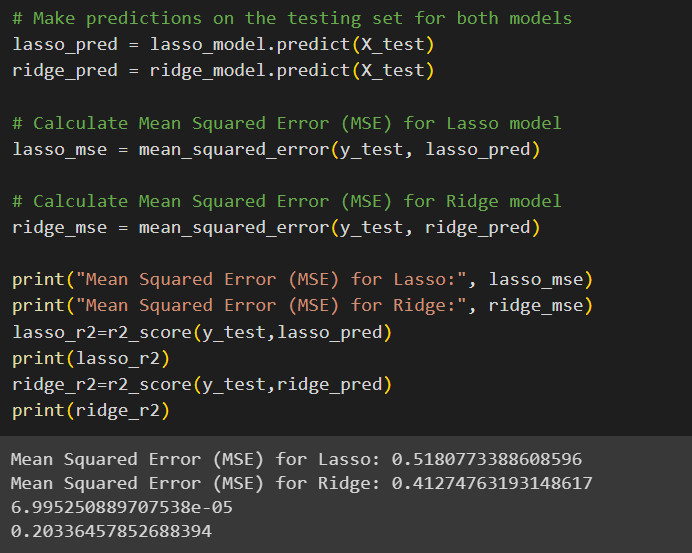 # Make predictions on the testing set for both models
lasso_pred = lasso_model.predict(X_test)
ridge_pred = ridge_model.predict(X_test)
# Calculate Mean Squared Error (MSE) for Lasso model
lasso_mse = mean_squared_error(y_test, lasso_pred)
# Calculate Mean Squared Error (MSE) for Ridge model
ridge_mse = mean_squared_error(y_test, ridge_pred)
print("Mean Squared Error (MSE) for Lasso:", lasso_mse)
print("Mean Squared Error (MSE) for Ridge:", ridge_mse)
lasso_r2=r2_score(y_test,lasso_pred)
print(lasso_r2)
ridge_r2=r2_score(y_test,ridge_pred)
print(ridge_r2)
Mean Squared Error (MSE) for Lasso: 0.5180773388608596
Mean Squared Error (MSE) for Ridge: 0.41274763193148617
6.995250889707538e-05
0.20336457852688394